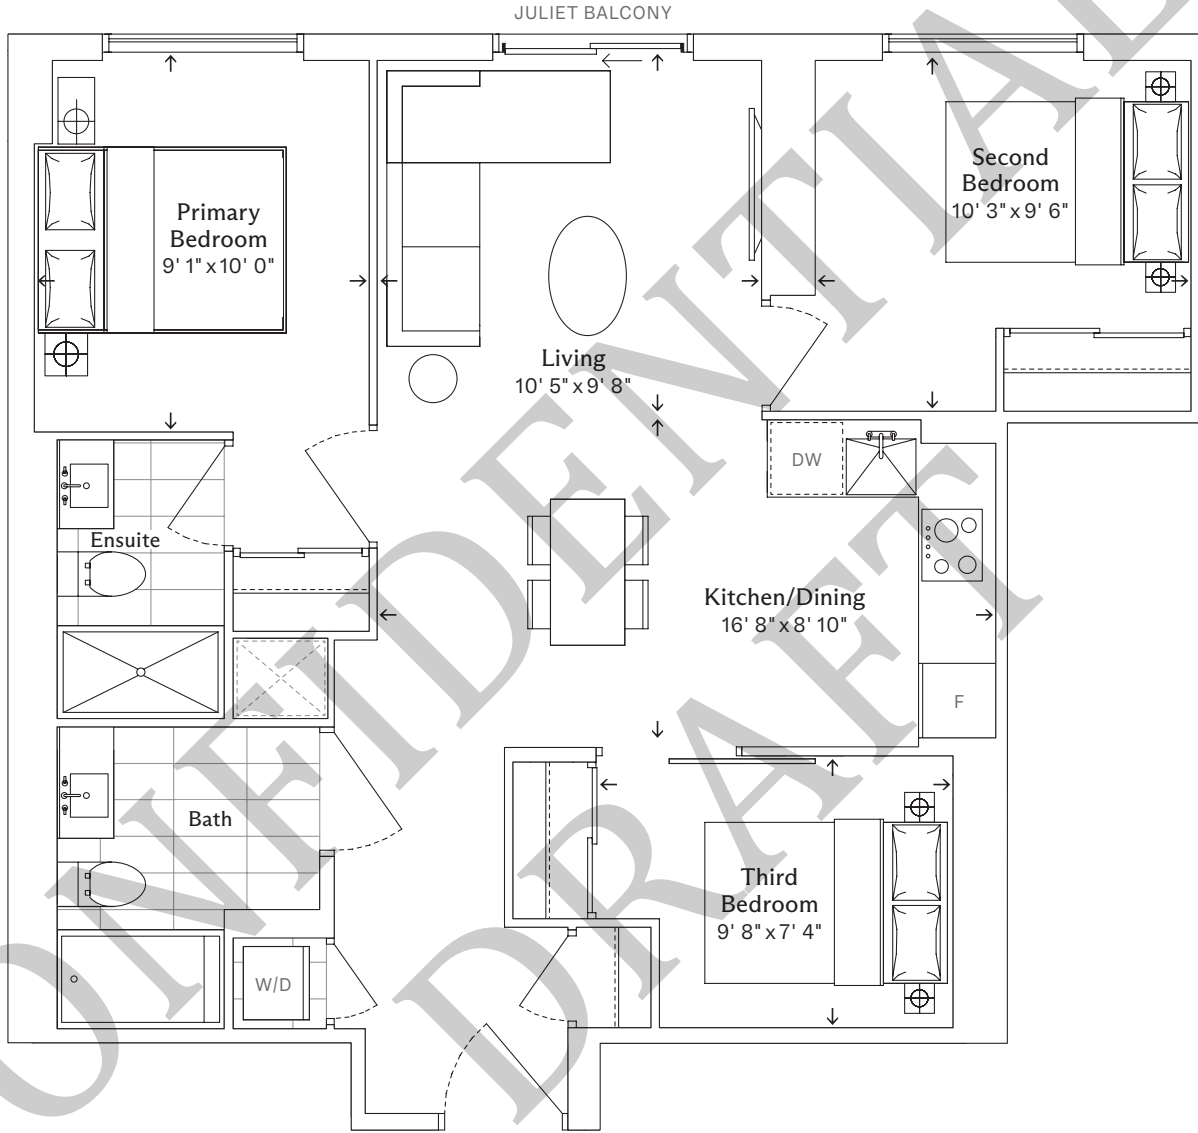 JULIET BALCONY
Primary
Bedroom
9' 1" x 10' 0"
Second
Bedroom
10' 3" x 9' 6"
Living
10' 5" x 9' 8"
DW
Ensuite
Kitchen/Dining
16' 8" x 8' 10"
F
Bath
Third
Bedroom
9' 8" x 7' 4"
W/D
ONFIDENTIAL
DRAFT